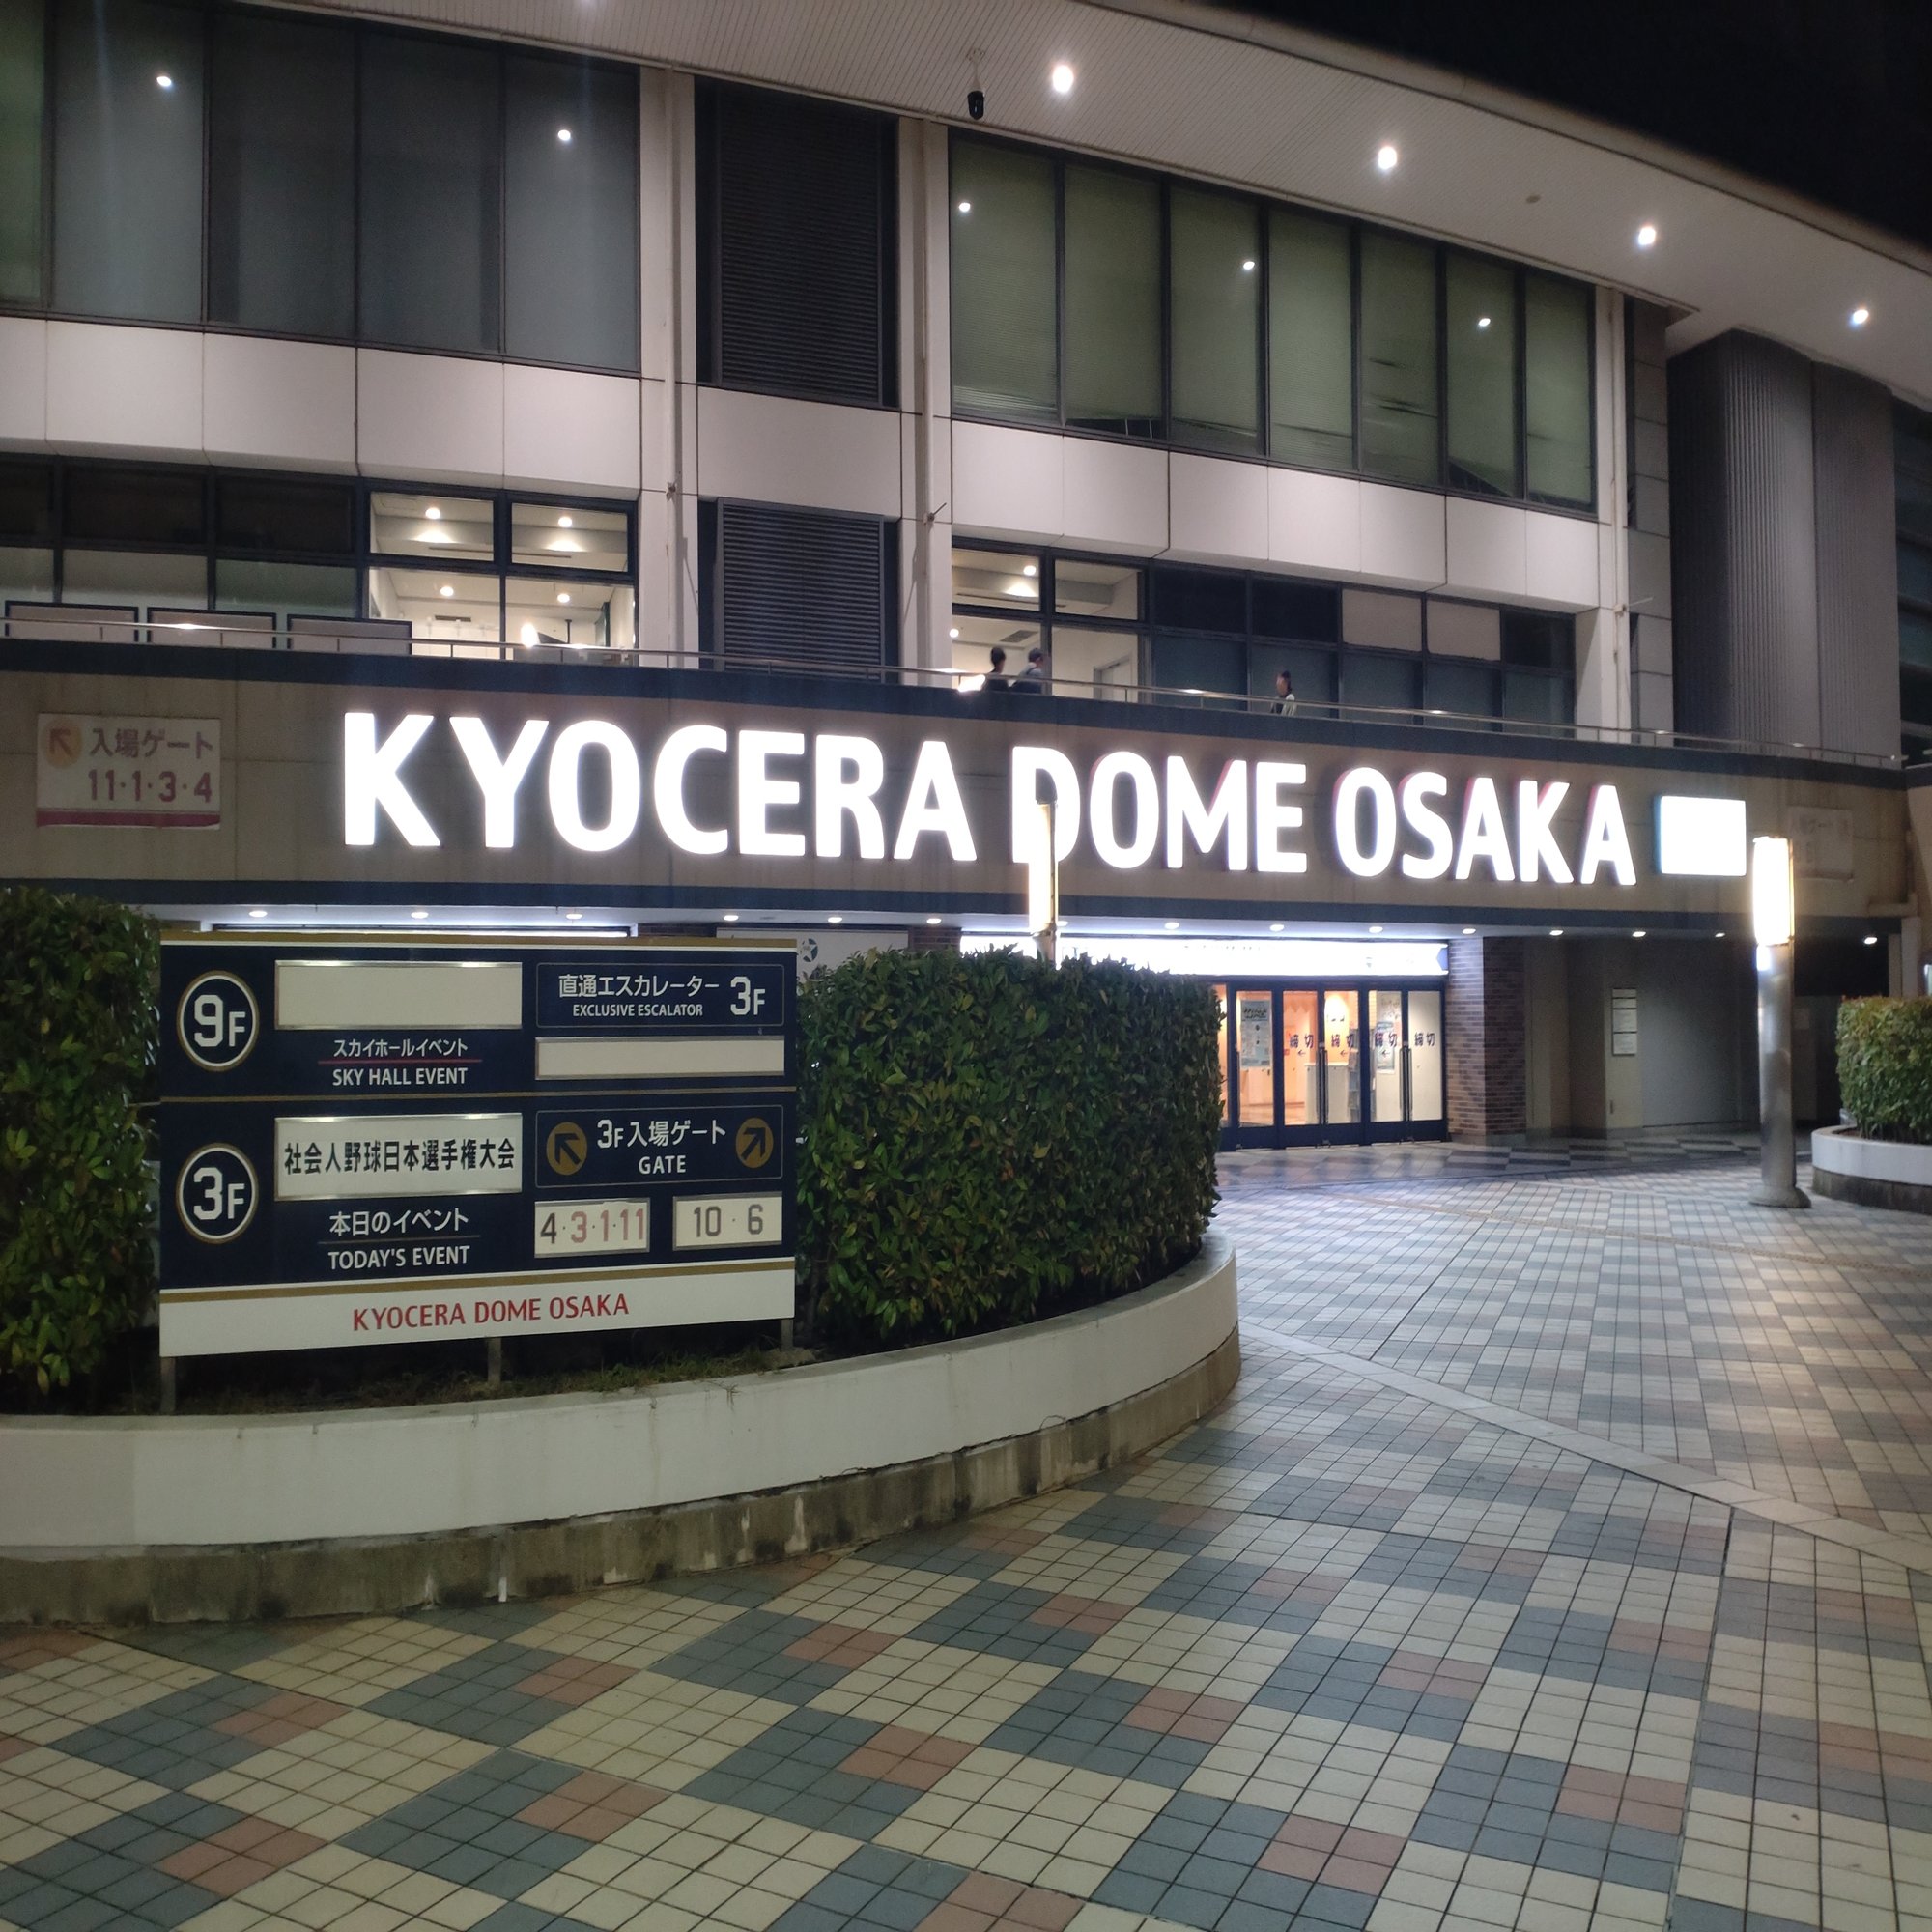 入場ゲート
11・1・3・4
KYOCERA DOME OSAKA
9F
直通エスカレーター 3F
EXCLUSIVE ESCALATOR
スカイホールイベント
SKY HALL EVENT
3F
社会人野球日本選手権大会
本日のイベント
TODAY'S EVENT
3F入場ゲート
GATE
4・3・1・11
10・6
KYOCERA DOME OSAKA
締切
締切
締切
締切